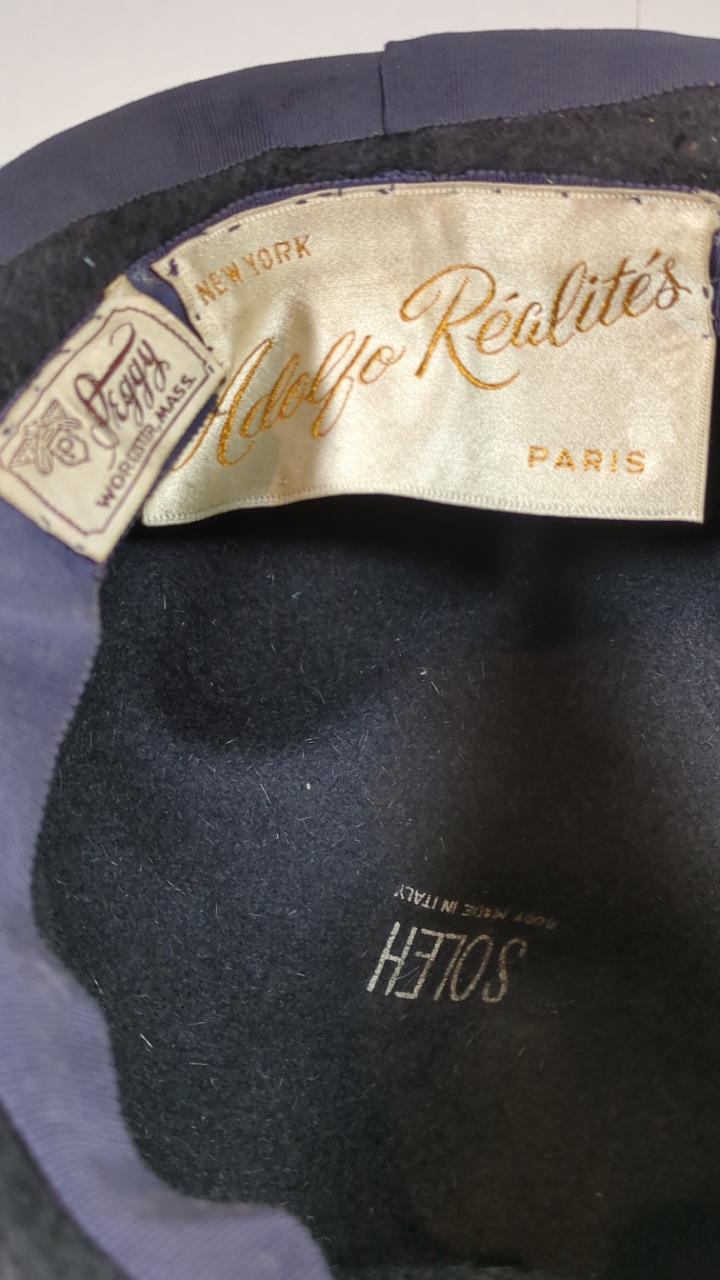 NEW YORK
Adolfo Réalités
PARIS
Peggy
WORCESTER, MASS.
P
SOLEH
BODY MADE IN ITALY